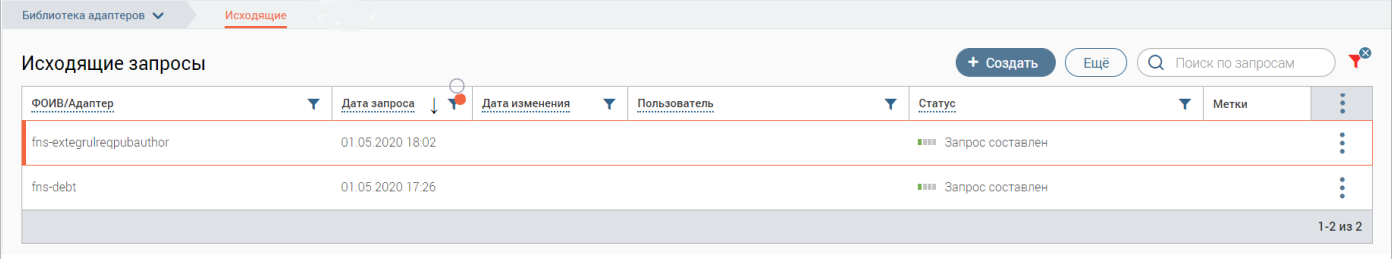 Библиотека адаптеров Исходящие
Исходящие запросы + Создать Ещё Поиск по запросам
ФОИВ/Адаптер Дата запроса Дата изменения Пользователь Статус Метки
fns-extegrulreqpubauthor 01.05.2020 18:02 Запрос составлен
fns-debt 01.05.2020 17:26 Запрос составлен
1-2 из 2